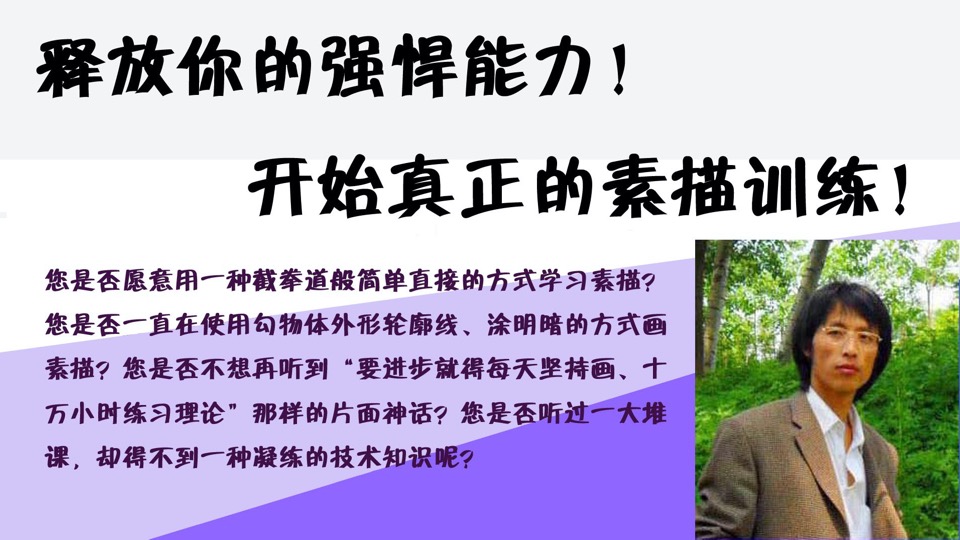 释放你的强悍能力！
开始真正的素描训练！
您是否愿意用一种截拳道般简单直接的方式学习素描？
您是否一直在使用勾物体外形轮廓线、涂明暗的方式画
素描？您是否不想再听到“要进步就得每天坚持画、十
万小时练习理论”那样的片面神话？您是否听过一大堆
课，却得不到一种凝练的技术知识呢？